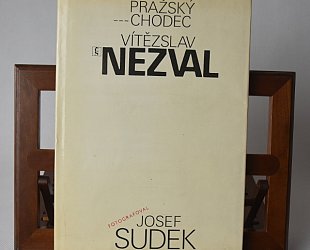 PRAŽSKÝ
---CHODEC
VÍTĚZSLAV
NEZVAL
FOTOGRAFOVAL
JOSEF
SUDEK